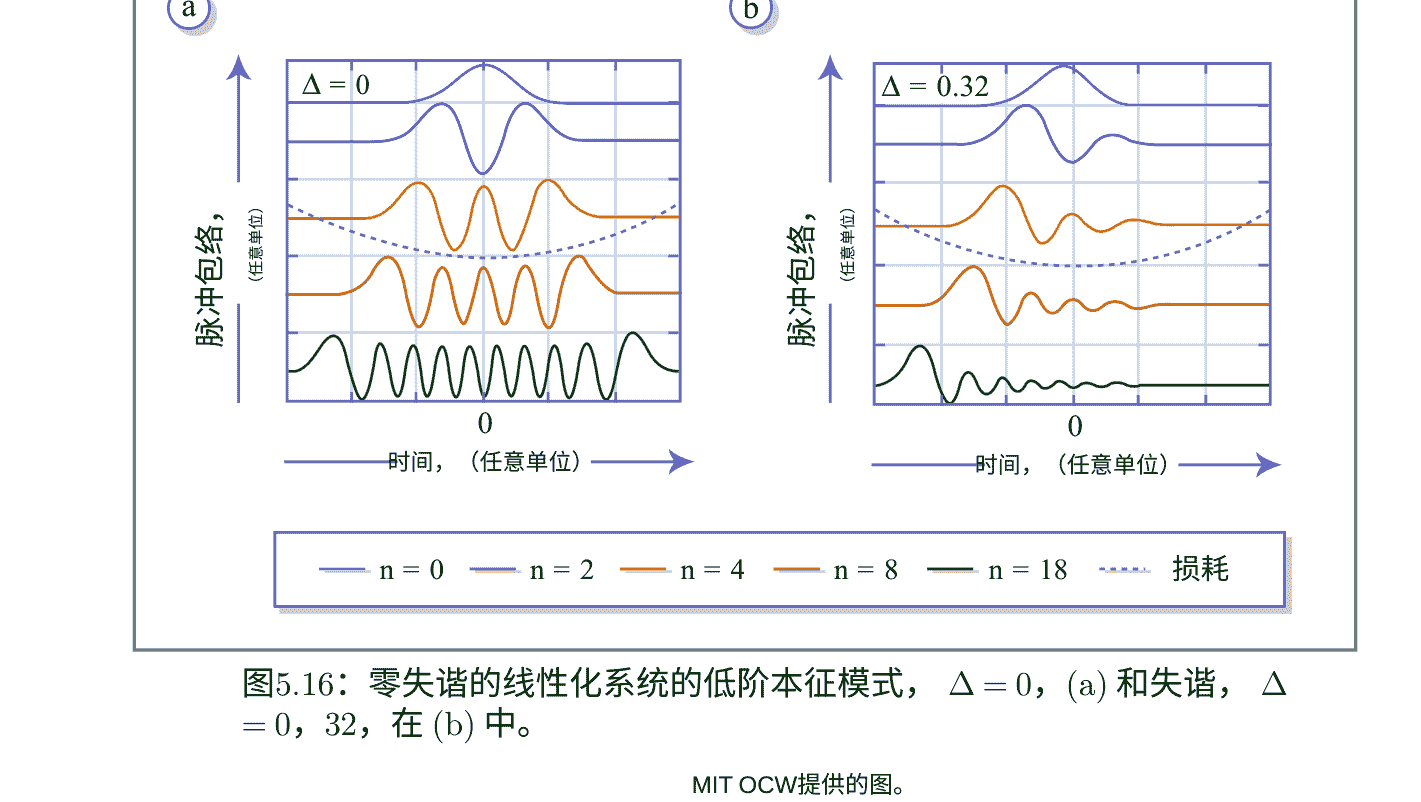 a
b
Δ = 0
Δ = 0.32
脉冲包络，
（任意单位）
脉冲包络，
（任意单位）
0
0
时间，（任意单位）
时间，（任意单位）
n = 0 n = 2 n = 4 n = 8 n = 18 损耗
图5.16：零失谐的线性化系统的低阶本征模式， Δ = 0，(a) 和失谐， Δ
= 0，32，在 (b) 中。
MIT OCW提供的图。